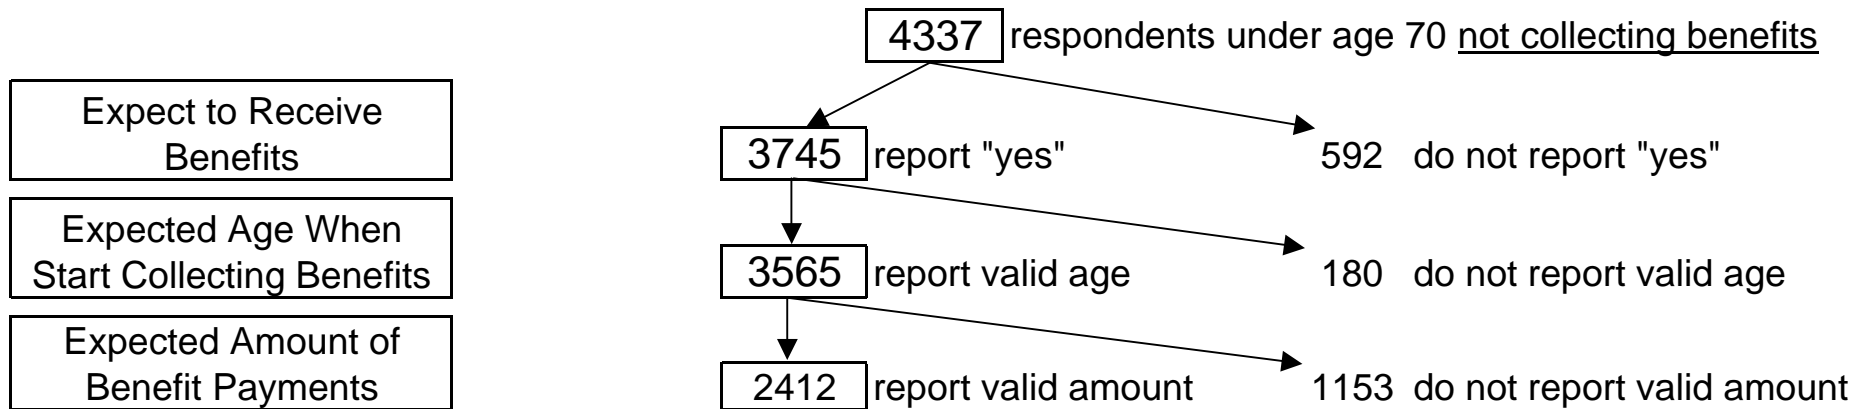 4337 respondents under age 70 not collecting benefits
Expect to Receive
Benefits
3745 report "yes"
592 do not report "yes"
Expected Age When
Start Collecting Benefits
3565 report valid age
180 do not report valid age
Expected Amount of
Benefit Payments
2412 report valid amount
1153 do not report valid amount